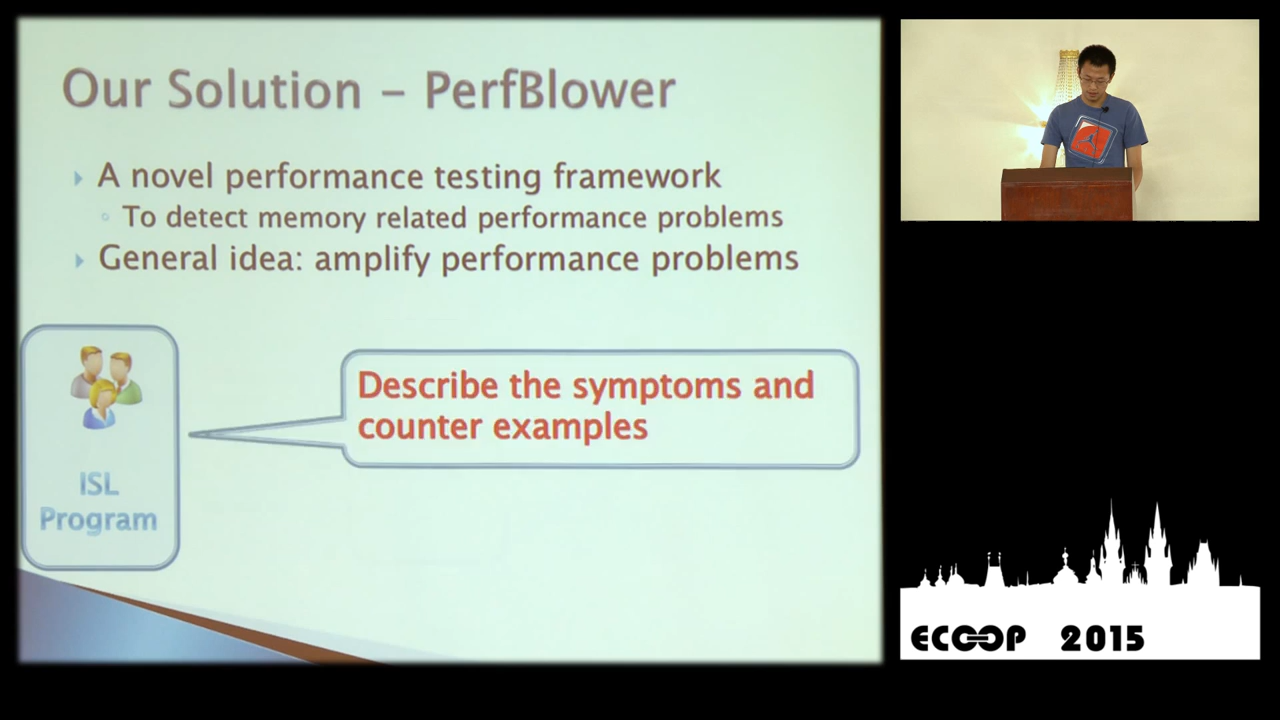 Our Solution – PerfBlower
A novel performance testing framework
To detect memory related performance problems
General idea: amplify performance problems
Describe the symptoms and
counter examples
ISL
Program
ECOOP 2015